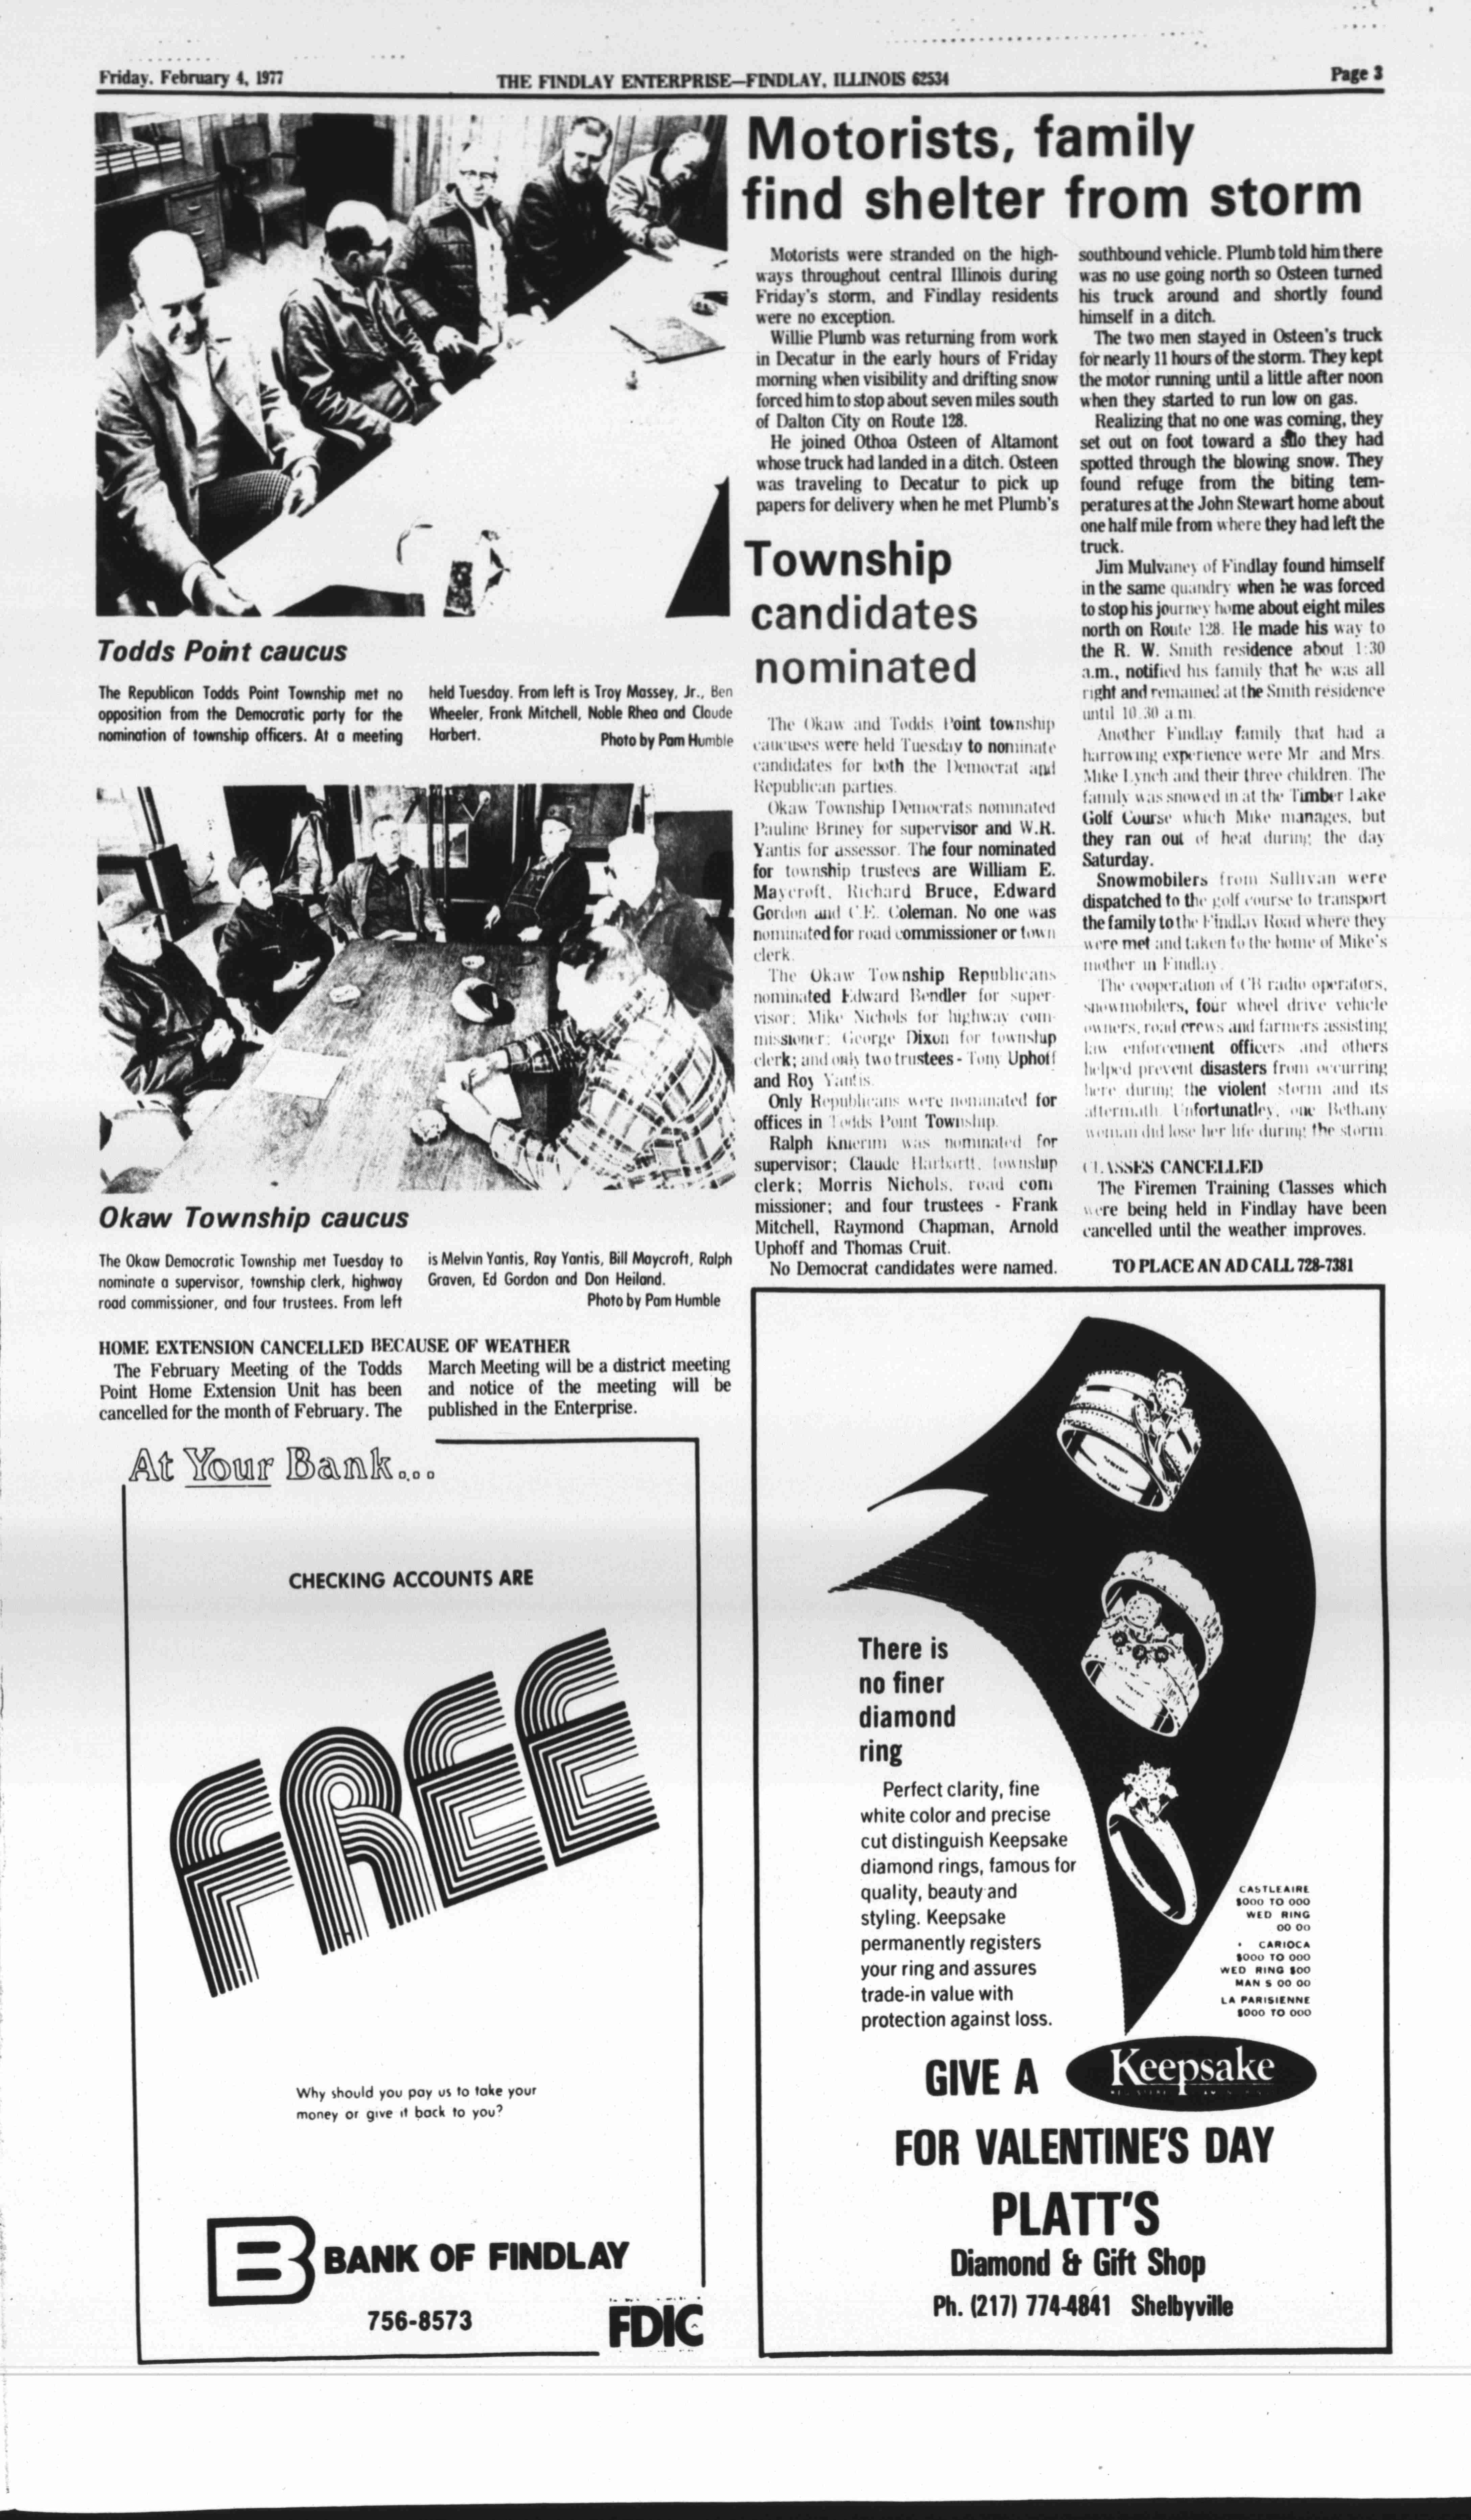 Friday, February 4, 1977
THE FINDLAY ENTERPRISE—FINDLAY, ILLINOIS 62534
Page 3
Todds Point caucus
The Republican Todds Point Township met no
opposition from the Democratic party for the
nomination of township officers. At a meeting
held Tuesday. From left is Troy Massey, Jr., Ben
Wheeler, Frank Mitchell, Noble Rhea and Claude
Harbert.
Photo by Pam Humble
Okaw Township caucus
The Okaw Democratic Township met Tuesday to
nominate a supervisor, township clerk, highway
road commissioner, and four trustees. From left
is Melvin Yantis, Ray Yantis, Bill Maycroft, Ralph
Graven, Ed Gordon and Don Heiland.
Photo by Pam Humble
HOME EXTENSION CANCELLED BECAUSE OF WEATHER
The February Meeting of the Todds
Point Home Extension Unit has been
cancelled for the month of February. The
March Meeting will be a district meeting
and notice of the meeting will be
published in the Enterprise.
Motorists, family
find shelter from storm
Motorists were stranded on the high-
ways throughout central Illinois during
Friday's storm, and Findlay residents
were no exception.
Willie Plumb was returning from work
in Decatur in the early hours of Friday
morning when visibility and drifting snow
forced him to stop about seven miles south
of Dalton City on Route 128.
He joined Othoa Osteen of Altamont
whose truck had landed in a ditch. Osteen
was traveling to Decatur to pick up
papers for delivery when he met Plumb's
southbound vehicle. Plumb told him there
was no use going north so Osteen turned
his truck around and shortly found
himself in a ditch.
The two men stayed in Osteen's truck
for nearly 11 hours of the storm. They kept
the motor running until a little after noon
when they started to run low on gas.
Realizing that no one was coming, they
set out on foot toward a silo they had
spotted through the blowing snow. They
found refuge from the biting tem-
peratures at the John Stewart home about
one half mile from where they had left the
truck.
Jim Mulvaney of Findlay found himself
in the same quandry when he was forced
to stop his journey home about eight miles
north on Route 128. He made his way to
the R. W. Smith residence about 1:30
a.m., notified his family that he was all
right and remained at the Smith residence
until 10:30 a.m.
Another Findlay family that had a
harrowing experience were Mr. and Mrs.
Mike Lynch and their three children. The
family was snowed in at the Timber Lake
Golf Course which Mike manages, but
they ran out of heat during the day
Saturday.
Snowmobilers from Sullivan were
dispatched to the golf course to transport
the family to the Findlay Road where they
were met and taken to the home of Mike's
mother in Findlay.
The cooperation of CB radio operators,
snowmobilers, four wheel drive vehicle
owners, road crews and farmers assisting
law enforcement officers and others
helped prevent disasters from occurring
here during the violent storm and its
aftermath. Unfortunatley, one Bethany
woman did lose her life during the storm.
CLASSES CANCELLED
The Firemen Training Classes which
were being held in Findlay have been
cancelled until the weather improves.
TO PLACE AN AD CALL 728-7381
Township
candidates
nominated
The Okaw and Todds Point township
caucuses were held Tuesday to nominate
candidates for both the Democrat and
Republican parties.
Okaw Township Democrats nominated
Pauline Briney for supervisor and W.R.
Yantis for assessor. The four nominated
for township trustees are William E.
Maycroft, Richard Bruce, Edward
Gordon and C.E. Coleman. No one was
nominated for road commissioner or town
clerk.
The Okaw Township Republicans
nominated Edward Bendler for super-
visor; Mike Nichols for highway com-
missioner; George Dixon for township
clerk; and only two trustees - Tony Uphoff
and Roy Yantis.
Only Republicans were nominated for
offices in Todds Point Township.
Ralph Knierim was nominated for
supervisor; Claude Harbartt, township
clerk; Morris Nichols, road com
missioner; and four trustees - Frank
Mitchell, Raymond Chapman, Arnold
Uphoff and Thomas Cruit.
No Democrat candidates were named.
At Your Bank...
CHECKING ACCOUNTS ARE
FREE
Why should you pay us to take your
money or give it back to you?
B BANK OF FINDLAY
756-8573
FDIC
There is
no finer
diamond
ring
Perfect clarity, fine
white color and precise
cut distinguish Keepsake
diamond rings, famous for
quality, beauty and
styling. Keepsake
permanently registers
your ring and assures
trade-in value with
protection against loss.
CASTLEAIRE
$000 TO 000
WED RING
00 00
CARIOCA
$000 TO 000
WED RING $00
MAN S 00 00
LA PARISIENNE
$000 TO 000
GIVE A Keepsake
FOR VALENTINE'S DAY
PLATT'S
Diamond & Gift Shop
Ph. (217) 774-4841 Shelbyville